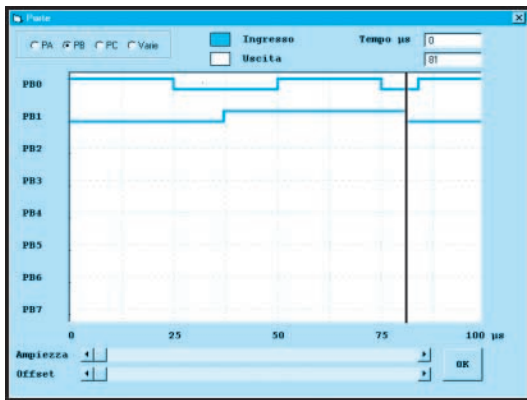 Porte
PA PB PC Varie
Ingresso
Uscita
Tempo µs 0
81
PB0
PB1
PB2
PB3
PB4
PB5
PB6
PB7
0 25 50 75 100 µs
Ampiezza
Offset
OK